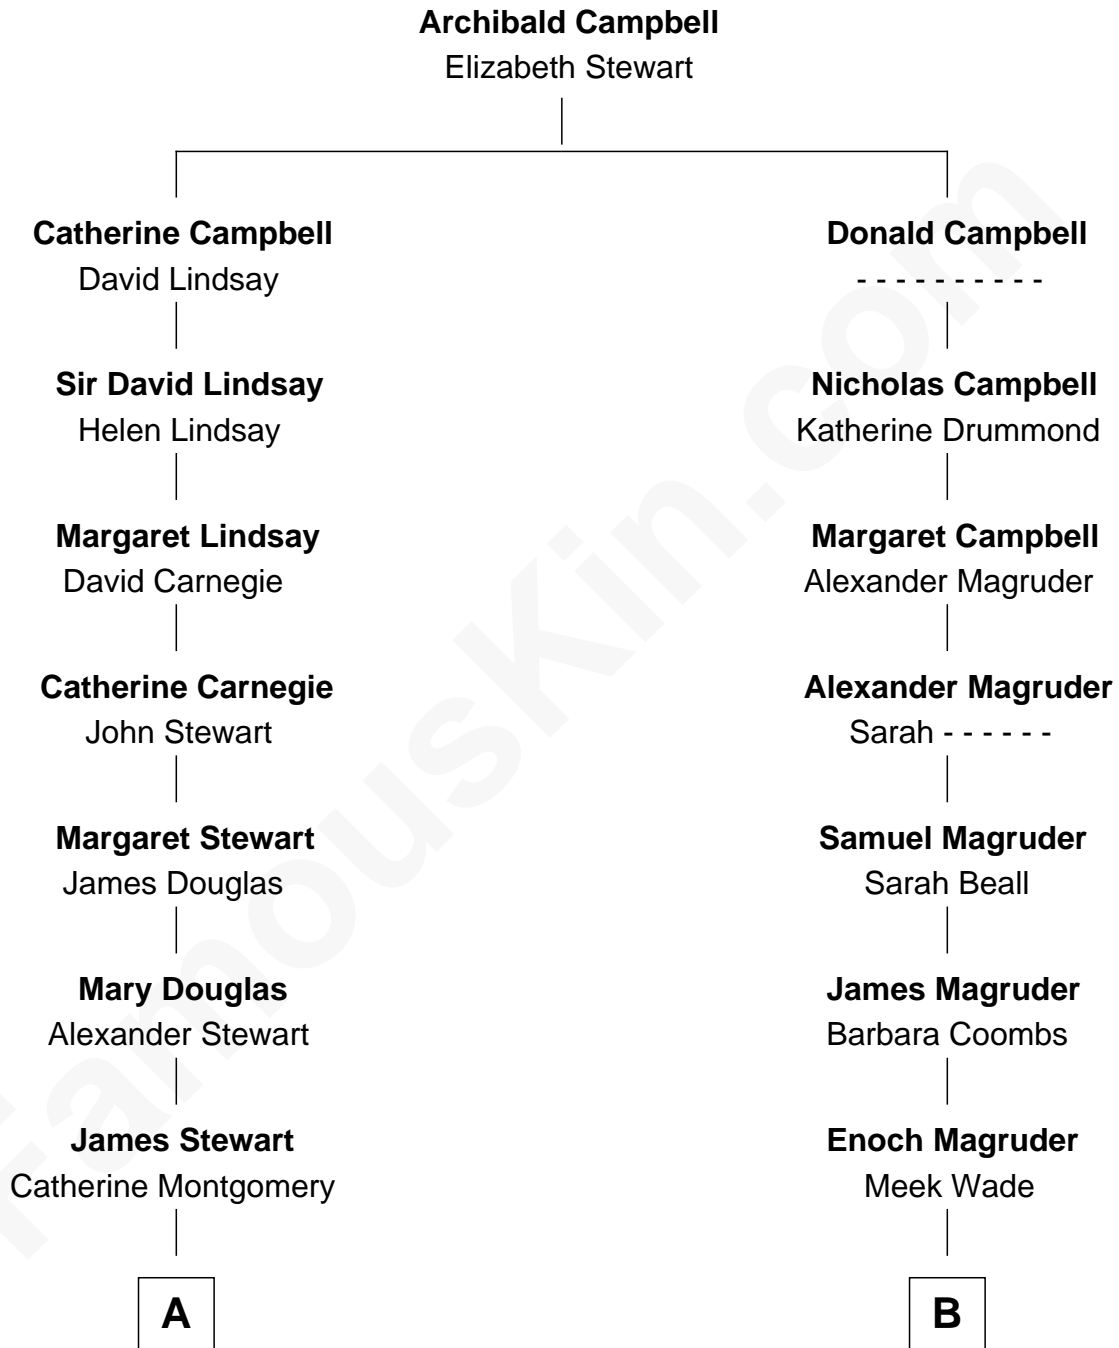 Archibald Campbell
Elizabeth Stewart
Catherine Campbell
David Lindsay
Donald Campbell
- - - - - - - - - -
Sir David Lindsay
Helen Lindsay
Nicholas Campbell
Katherine Drummond
Margaret Lindsay
David Carnegie
Margaret Campbell
Alexander Magruder
Catherine Carnegie
John Stewart
Alexander Magruder
Sarah - - - - - -
Margaret Stewart
James Douglas
Samuel Magruder
Sarah Beall
Mary Douglas
Alexander Stewart
James Magruder
Barbara Coombs
James Stewart
Catherine Montgomery
Enoch Magruder
Meek Wade
A
B
FamousKin.com